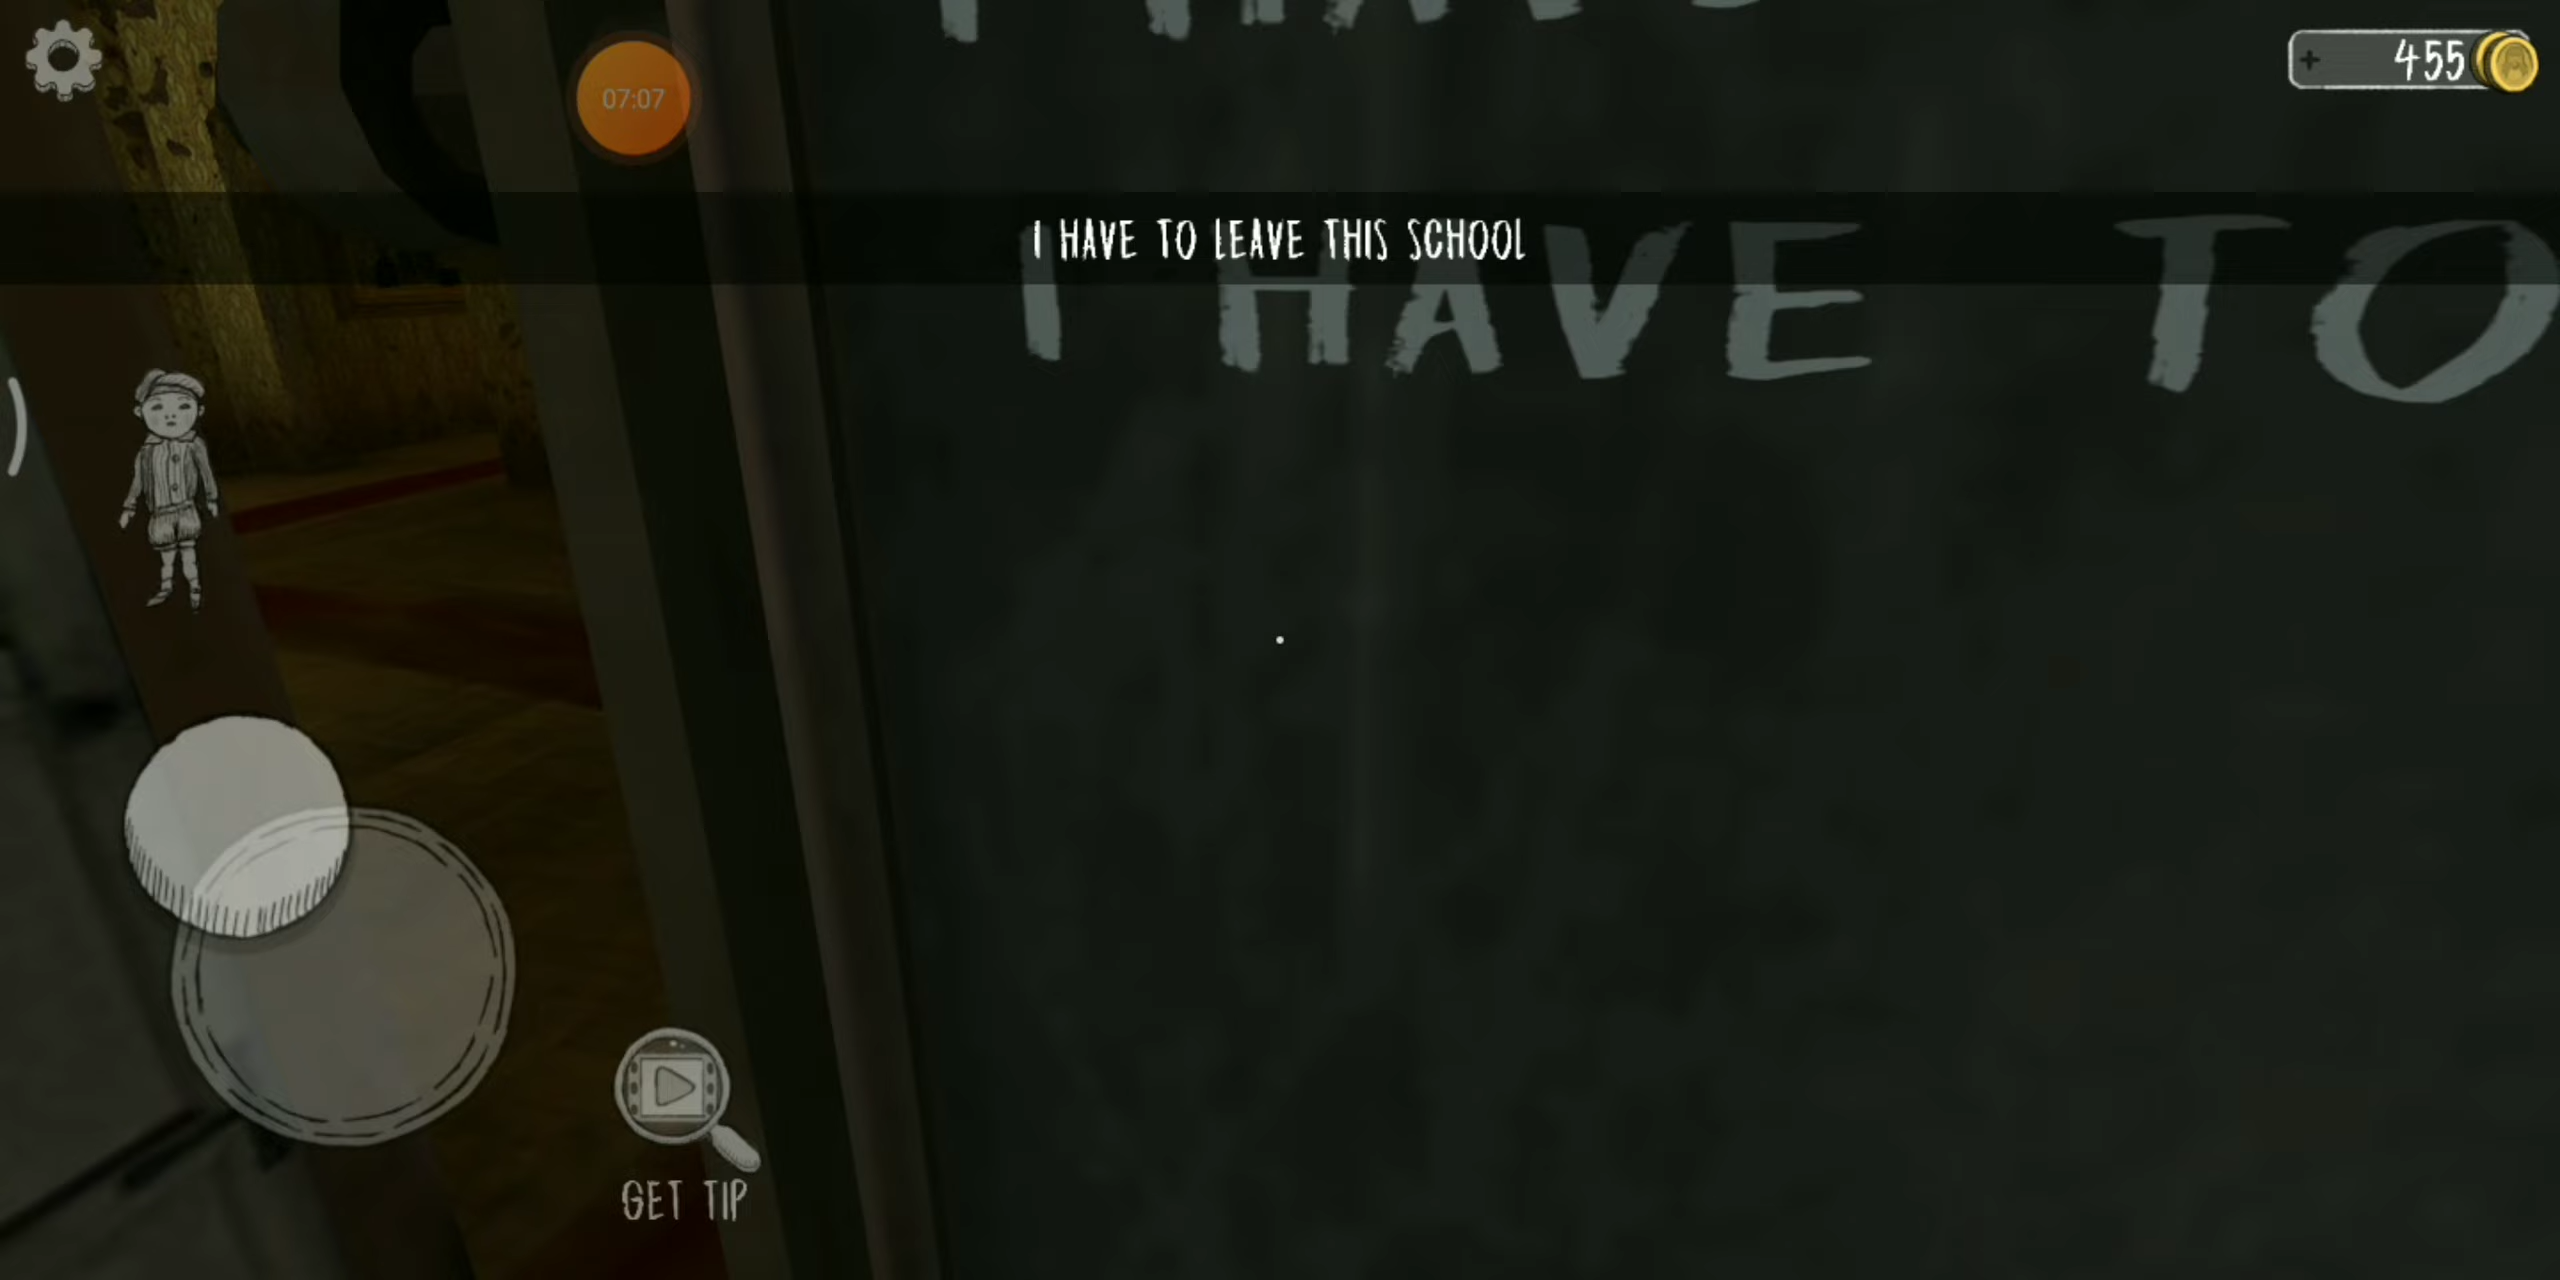 455
07:07
I HAVE TO LEAVE THIS SCHOOL
I HAVE TO
GET TIP